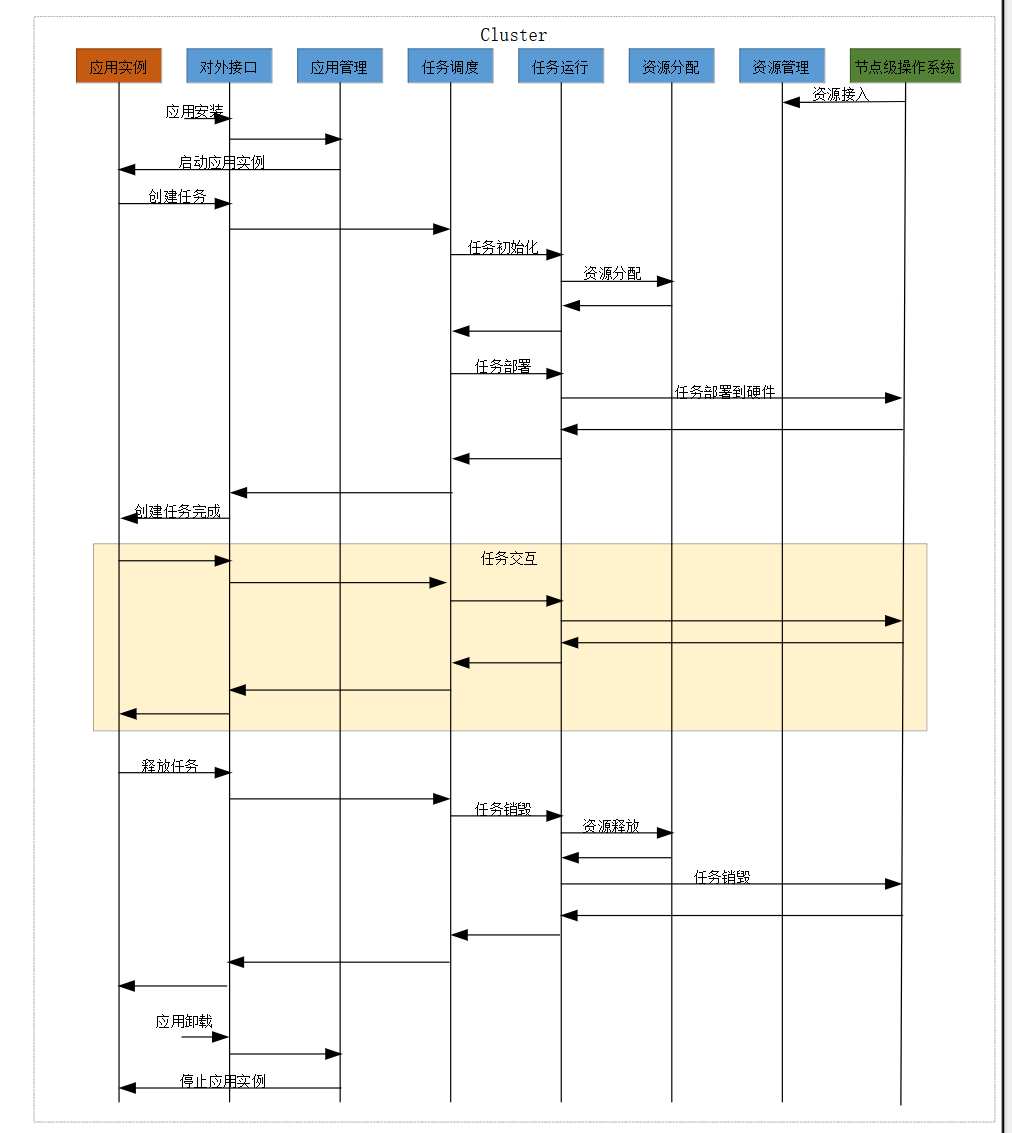 Cluster
应用实例
对外接口
应用管理
任务调度
任务运行
资源分配
资源管理
节点级操作系统
资源接入
应用安装
启动应用实例
创建任务
任务初始化
资源分配
任务部署
任务部署到硬件
创建任务完成
任务交互
释放任务
任务销毁
资源释放
任务销毁
应用卸载
停止应用实例